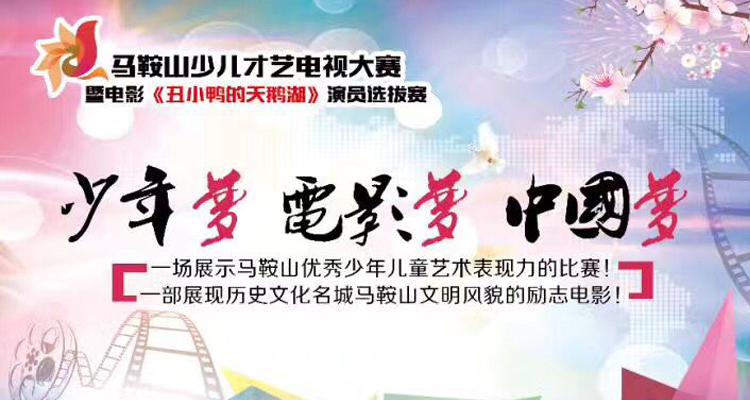 马鞍山少儿才艺电视大赛
暨电影《丑小鸭的天鹅湖》演员选拔赛
少年梦 電影梦 中國梦
一场展示马鞍山优秀少年儿童艺术表现力的比赛！
一部展现历史文化名城马鞍山文明风貌的励志电影！